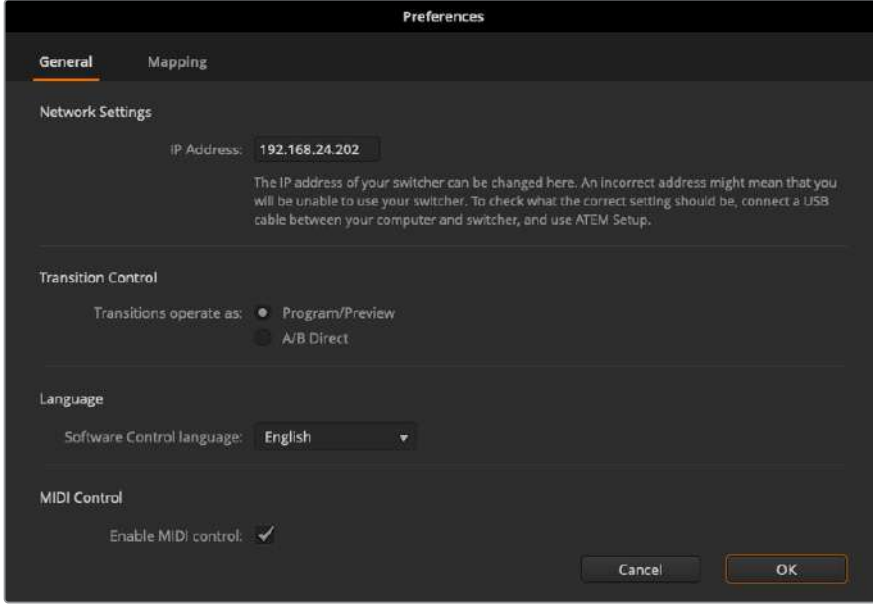 Preferences
General Mapping
Network Settings
IP Address: 192.168.24.202
The IP address of your switcher can be changed here. An incorrect address might mean that you
will be unable to use your switcher. To check what the correct setting should be, connect a USB
cable between your computer and switcher, and use ATEM Setup.
Transition Control
Transitions operate as: Program/Preview
A/B Direct
Language
Software Control language: English
MIDI Control
Enable MIDI control:
Cancel OK